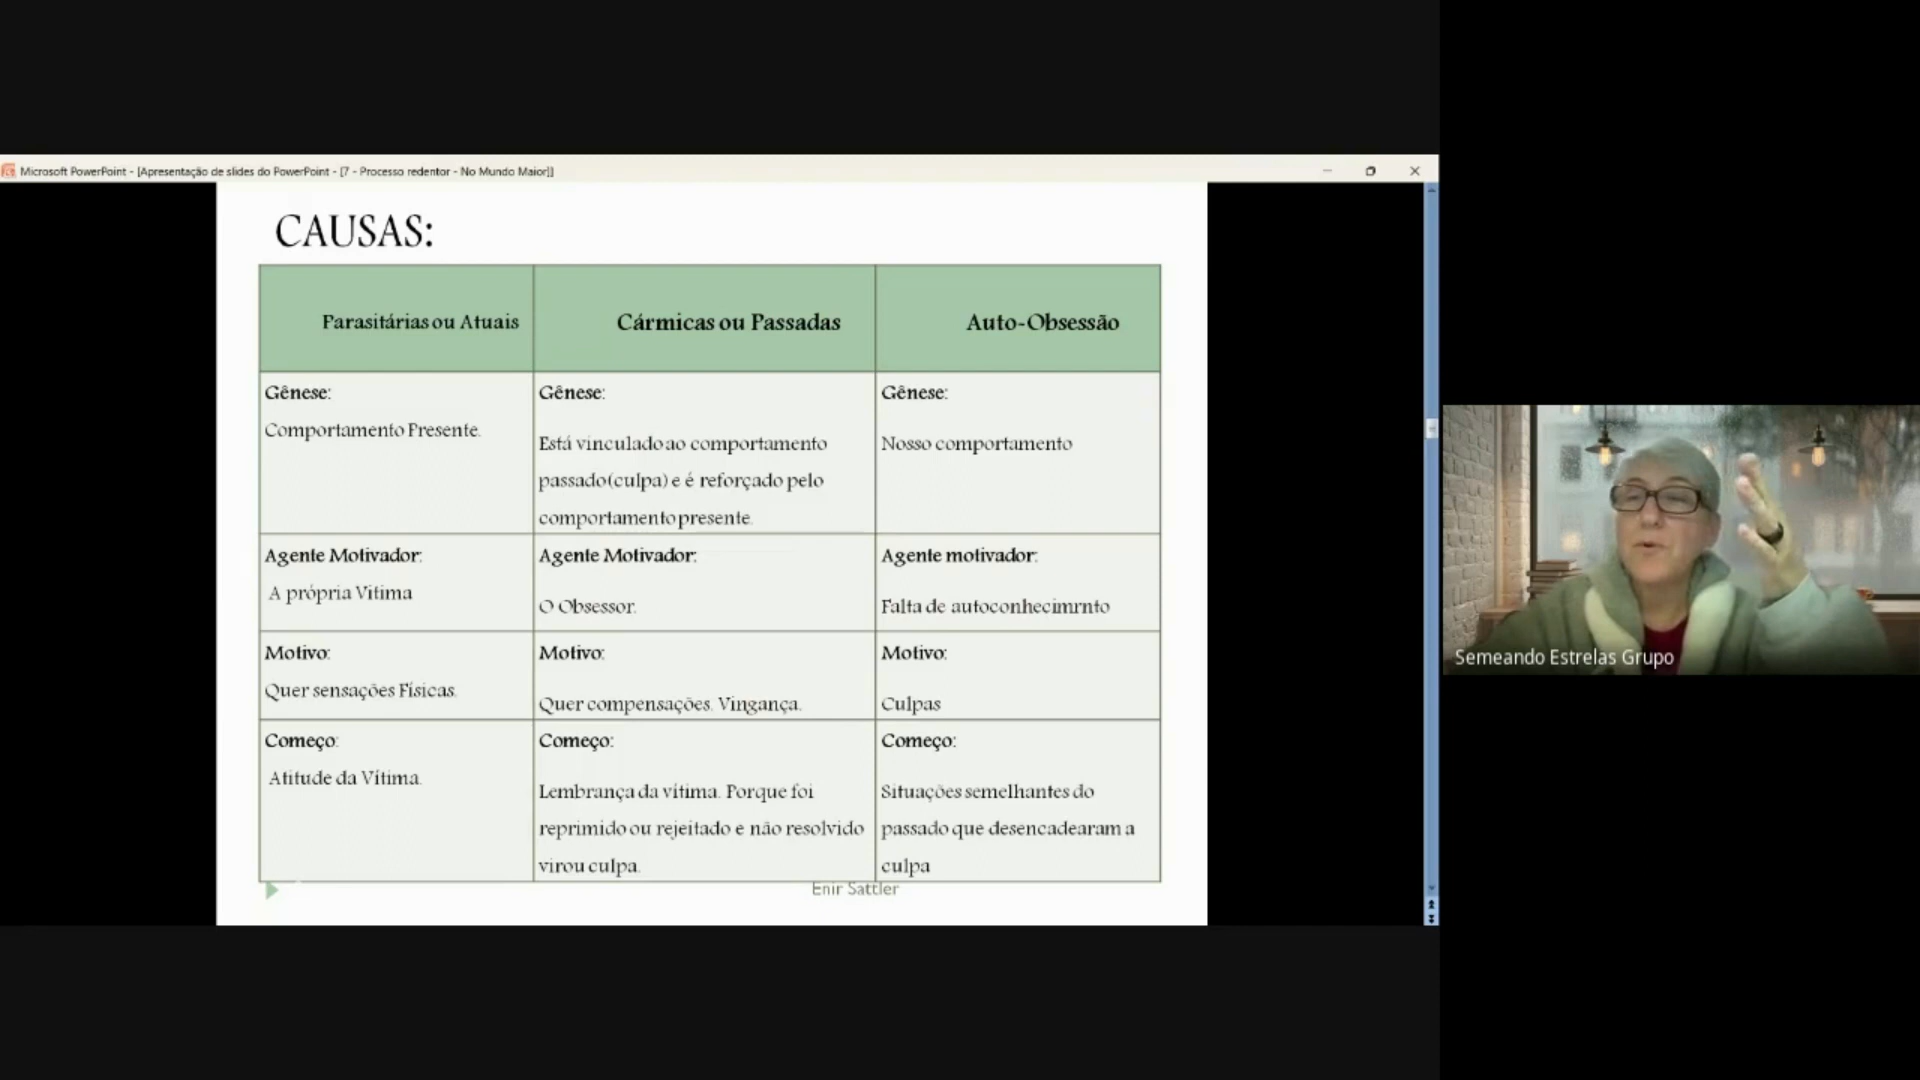 Microsoft PowerPoint - [Apresentação de slides do PowerPoint - [7 - Processo redentor - No Mundo Maior]]
CAUSAS:
Parasitárias ou Atuais
Cármicas ou Passadas
Auto-Obsessão
Gênese:
Comportamento Presente.
Gênese:
Está vinculado ao comportamento
passado(culpa) e é reforçado pelo
comportamento presente.
Gênese:
Nosso comportamento
Agente Motivador:
A própria Vitima
Agente Motivador:
O Obsessor.
Agente motivador:
Falta de autoconhecimrnto
Motivo:
Quer sensações Físicas.
Motivo:
Quer compensações. Vingança.
Motivo:
Culpas
Começo:
Atitude da Vítima.
Começo:
Lembrança da vítima. Porque foi
reprimido ou rejeitado e não resolvido
virou culpa.
Começo:
Situações semelhantes do
passado que desencadearam a
culpa
Enir Sattler
Semeando Estrelas Grupo